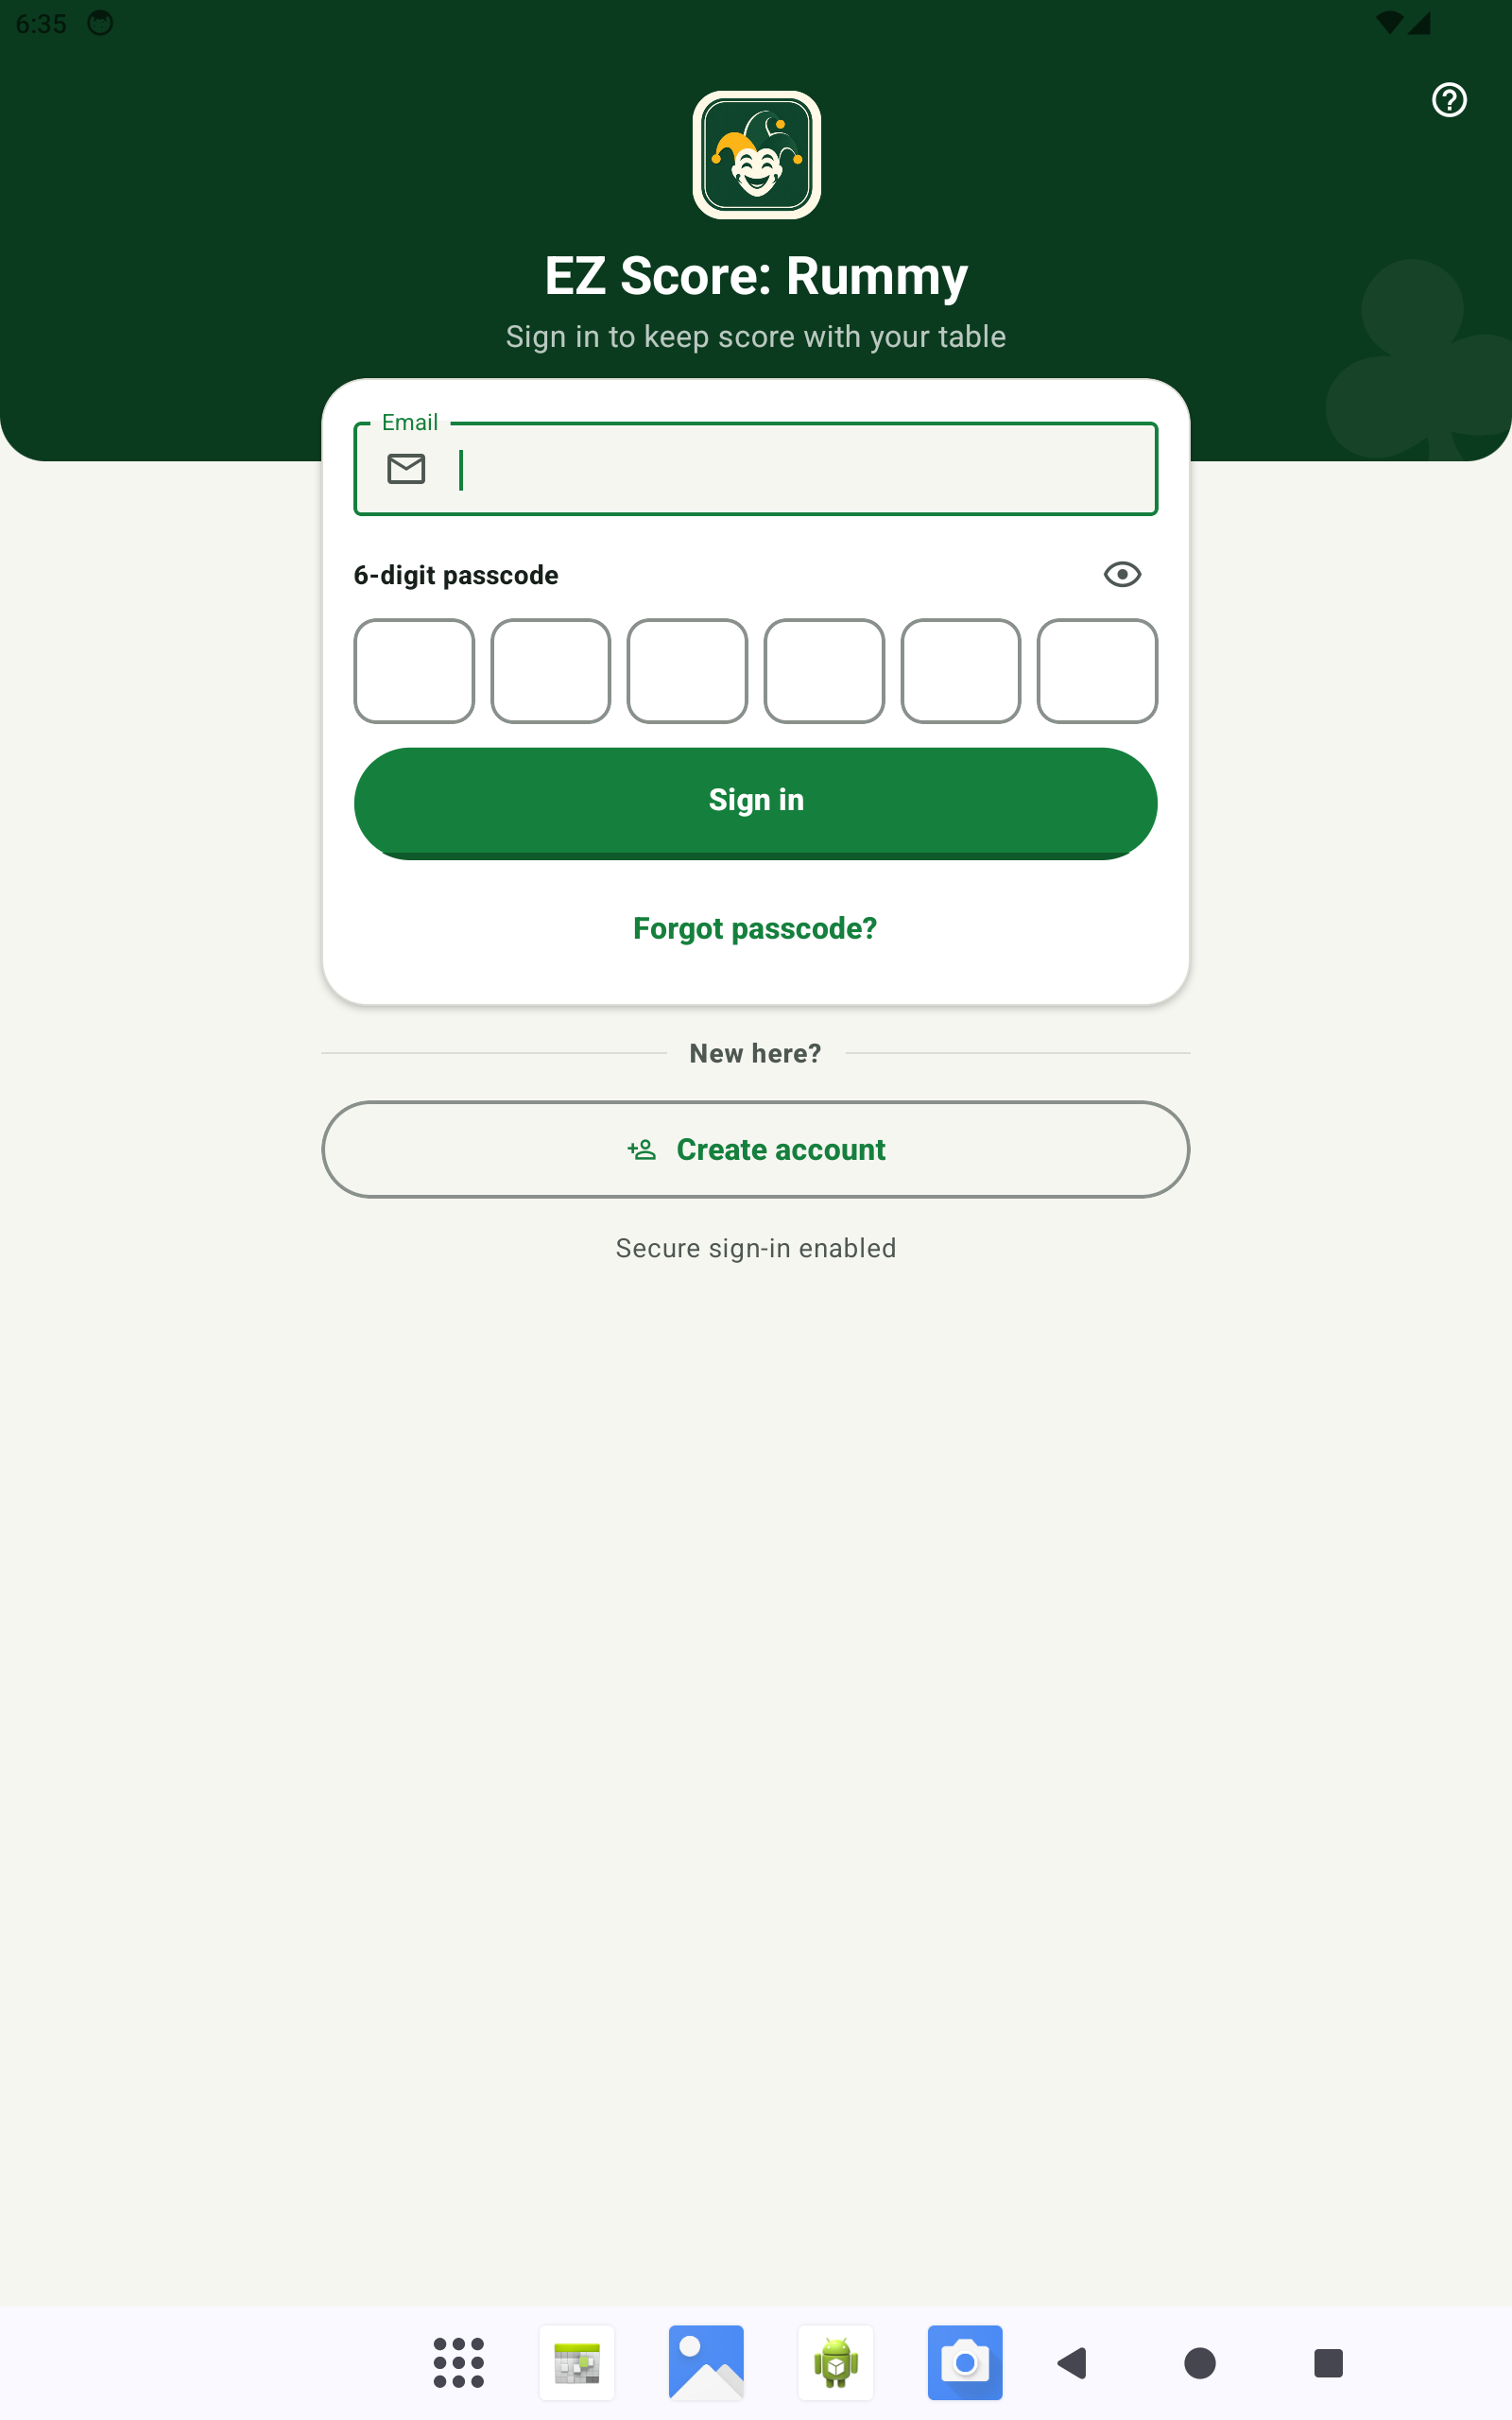 6:35
EZ Score: Rummy
Sign in to keep score with your table
Email
6-digit passcode
Sign in
Forgot passcode?
New here?
Create account
Secure sign-in enabled